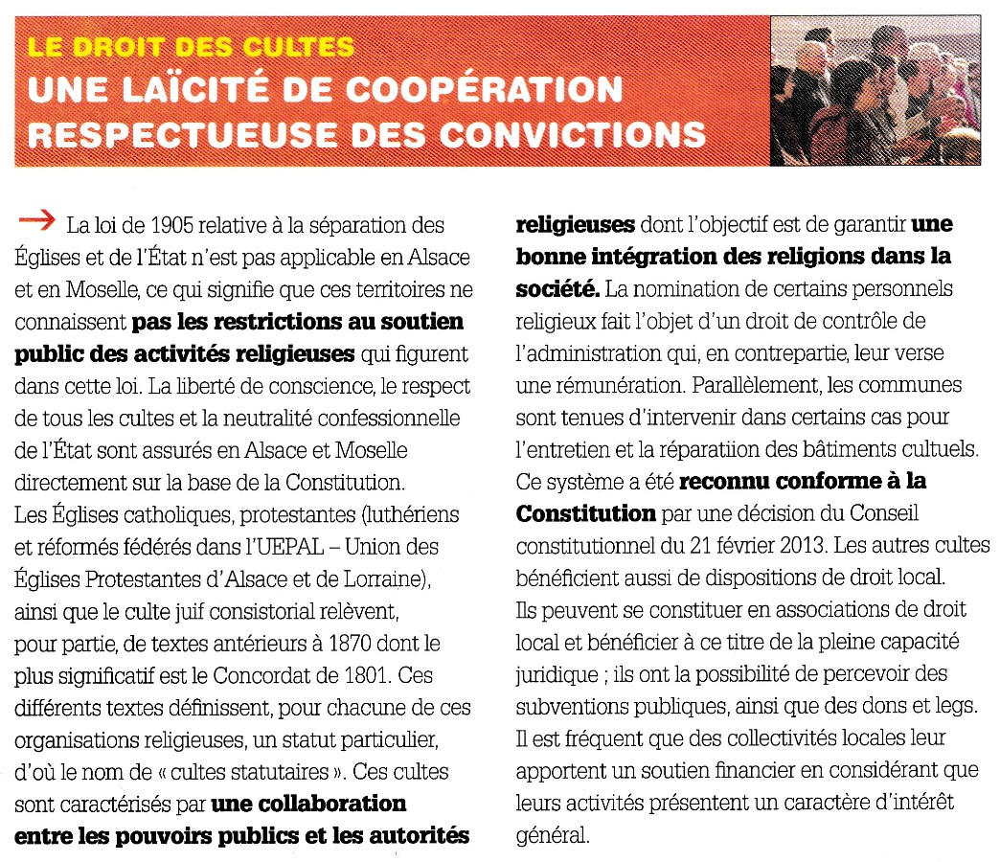 LE DROIT DES CULTES
UNE LAÏCITÉ DE COOPÉRATION
RESPECTUEUSE DES CONVICTIONS
→ La loi de 1905 relative à la séparation des
Églises et de l'État n'est pas applicable en Alsace
et en Moselle, ce qui signifie que ces territoires ne
connaissent pas les restrictions au soutien
public des activités religieuses qui figurent
dans cette loi. La liberté de conscience, le respect
de tous les cultes et la neutralité confessionnelle
de l'État sont assurés en Alsace et Moselle
directement sur la base de la Constitution.
Les Églises catholiques, protestantes (luthériens
et réformés fédérés dans l'UEPAL – Union des
Églises Protestantes d'Alsace et de Lorraine),
ainsi que le culte juif consistorial relèvent,
pour partie, de textes antérieurs à 1870 dont le
plus significatif est le Concordat de 1801. Ces
différents textes définissent, pour chacune de ces
organisations religieuses, un statut particulier,
d'où le nom de « cultes statutaires ». Ces cultes
sont caractérisés par une collaboration
entre les pouvoirs publics et les autorités
religieuses dont l'objectif est de garantir une
bonne intégration des religions dans la
société. La nomination de certains personnels
religieux fait l'objet d'un droit de contrôle de
l'administration qui, en contrepartie, leur verse
une rémunération. Parallèlement, les communes
sont tenues d'intervenir dans certains cas pour
l'entretien et la réparatiion des bâtiments cultuels.
Ce système a été reconnu conforme à la
Constitution par une décision du Conseil
constitutionnel du 21 février 2013. Les autres cultes
bénéficient aussi de dispositions de droit local.
Ils peuvent se constituer en associations de droit
local et bénéficier à ce titre de la pleine capacité
juridique ; ils ont la possibilité de percevoir des
subventions publiques, ainsi que des dons et legs.
Il est fréquent que des collectivités locales leur
apportent un soutien financier en considérant que
leurs activités présentent un caractère d'intérêt
général.